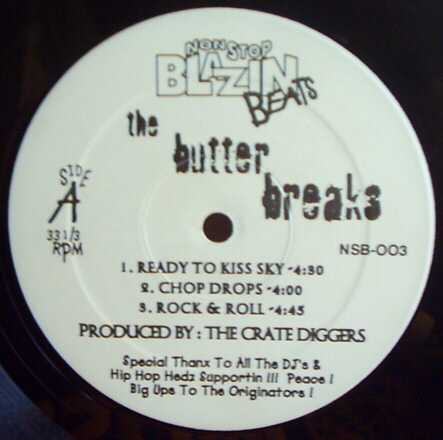 NON STOP
BLAZIN
BEATS
the
butter
breaks
SIDE
A
33 1/3
RPM
NSB-003
1. READY TO KISS SKY -4:30
2. CHOP DROPS -4:00
3. ROCK & ROLL -4:45
PRODUCED BY : THE CRATE DIGGERS
Special Thanx To All The DJ's &
Hip Hop Hedz Supportin !!! Peace !
Big Ups To The Originators !